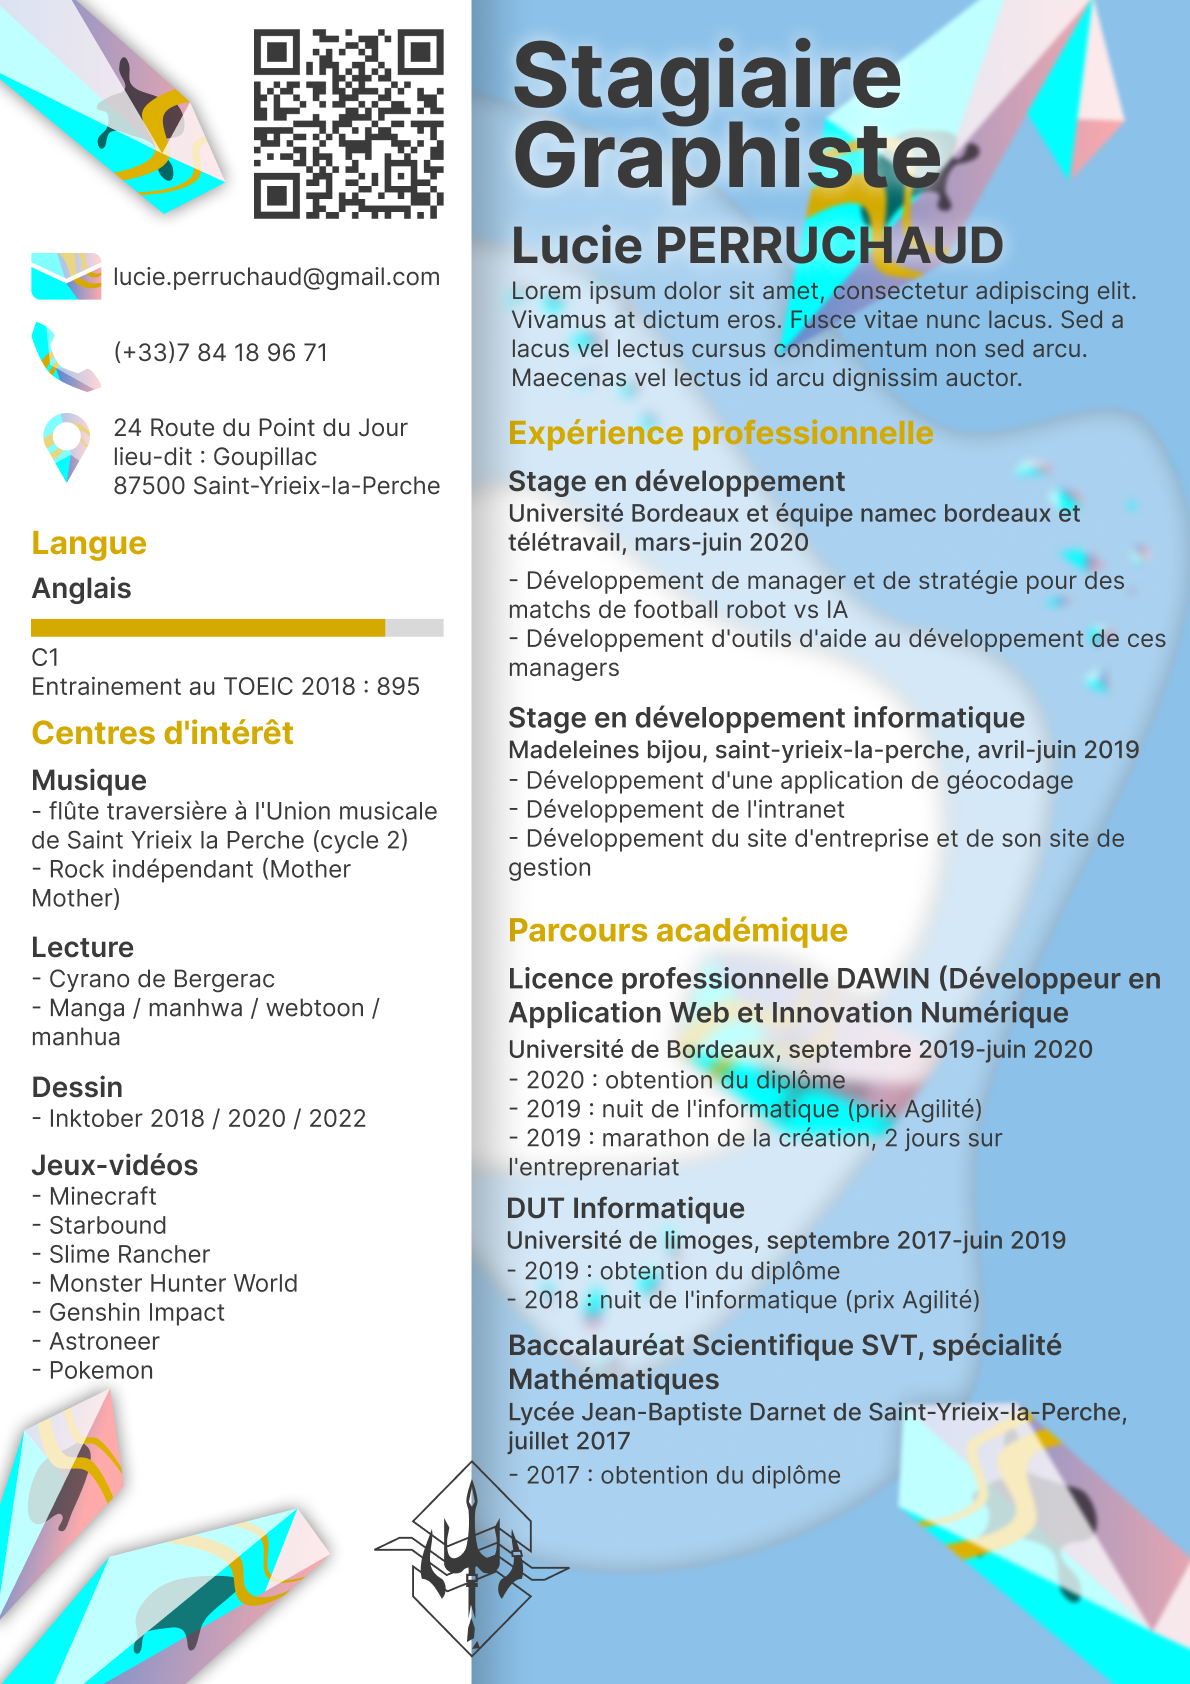 lucie.perruchaud@gmail.com
(+33)7 84 18 96 71
24 Route du Point du Jour
lieu-dit : Goupillac
87500 Saint-Yrieix-la-Perche
Langue
Anglais
C1
Entrainement au TOEIC 2018 : 895
Centres d'intérêt
Musique
- flûte traversière à l'Union musicale
de Saint Yrieix la Perche (cycle 2)
- Rock indépendant (Mother
Mother)
Lecture
- Cyrano de Bergerac
- Manga / manhwa / webtoon /
manhua
Dessin
- Inktober 2018 / 2020 / 2022
Jeux-vidéos
- Minecraft
- Starbound
- Slime Rancher
- Monster Hunter World
- Genshin Impact
- Astroneer
- Pokemon
Stagiaire
Graphiste
Lucie PERRUCHAUD
Lorem ipsum dolor sit amet, consectetur adipiscing elit.
Vivamus at dictum eros. Fusce vitae nunc lacus. Sed a
lacus vel lectus cursus condimentum non sed arcu.
Maecenas vel lectus id arcu dignissim auctor.
Expérience professionnelle
Stage en développement
Université Bordeaux et équipe namec bordeaux et
télétravail, mars-juin 2020
- Développement de manager et de stratégie pour des
matchs de football robot vs IA
- Développement d'outils d'aide au développement de ces
managers
Stage en développement informatique
Madeleines bijou, saint-yrieix-la-perche, avril-juin 2019
- Développement d'une application de géocodage
- Développement de l'intranet
- Développement du site d'entreprise et de son site de
gestion
Parcours académique
Licence professionnelle DAWIN (Développeur en
Application Web et Innovation Numérique
Université de Bordeaux, septembre 2019-juin 2020
- 2020 : obtention du diplôme
- 2019 : nuit de l'informatique (prix Agilité)
- 2019 : marathon de la création, 2 jours sur
l'entreprenariat
DUT Informatique
Université de limoges, septembre 2017-juin 2019
- 2019 : obtention du diplôme
- 2018 : nuit de l'informatique (prix Agilité)
Baccalauréat Scientifique SVT, spécialité
Mathématiques
Lycée Jean-Baptiste Darnet de Saint-Yrieix-la-Perche,
juillet 2017
- 2017 : obtention du diplôme